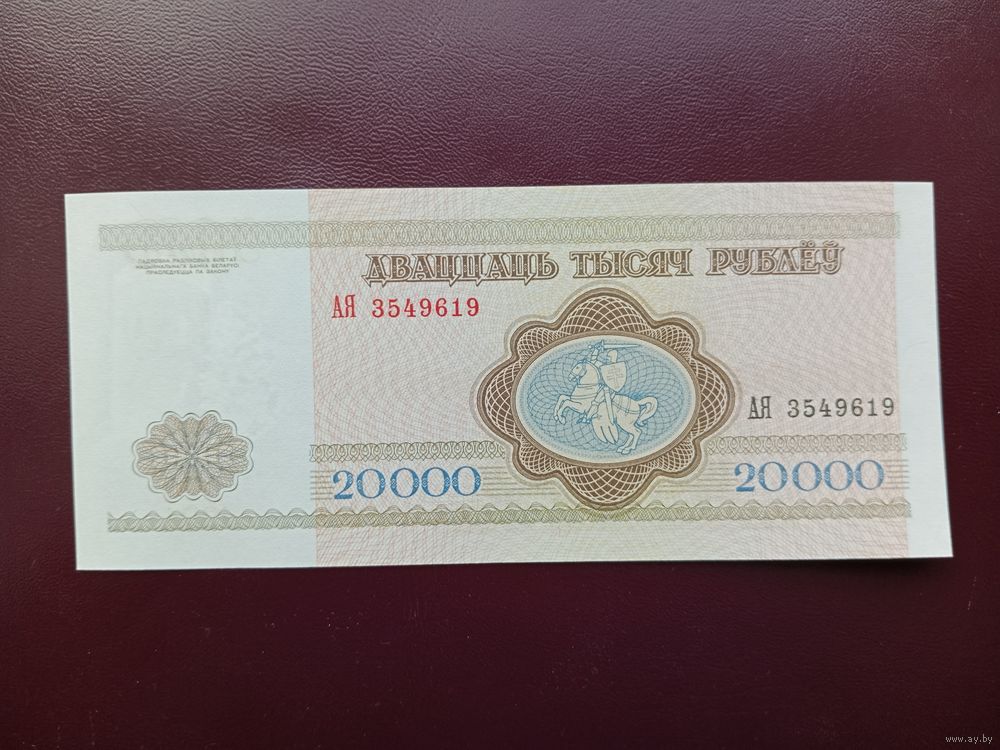 ПАДРОБКА РАЗЛІКОВЫХ БІЛЕТАЎ
НАЦЫЯНАЛЬНАГА БАНКА БЕЛАРУСІ
ПРАСЛЕДУЕЦЦА ПА ЗАКОНУ
ДВАЦЦАЦЬ ТЫСЯЧ РУБЛЁЎ
АЯ 3549619
АЯ 3549619
20000
20000
www.ay.by